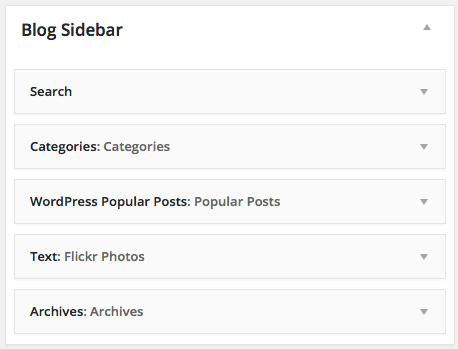 Blog Sidebar
Search
Categories: Categories
WordPress Popular Posts: Popular Posts
Text: Flickr Photos
Archives: Archives